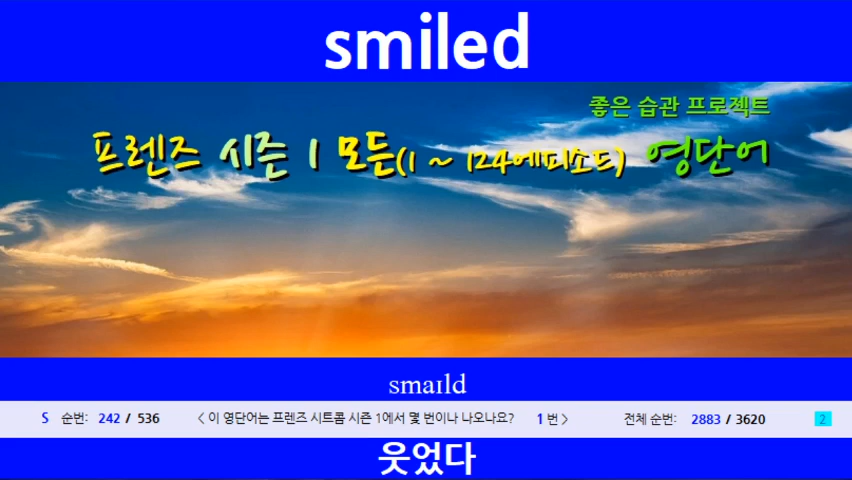 smiled
좋은 습관 프로젝트
프렌즈 시즌 1 모든(1 ~ 124에피소드) 영단어
smaɪld
S 순번: 242 / 536 < 이 영단어는 프렌즈 시트콤 시즌 1에서 몇 번이나 나오나요? 1 번 > 전체 순번: 2883 / 3620 2
웃었다